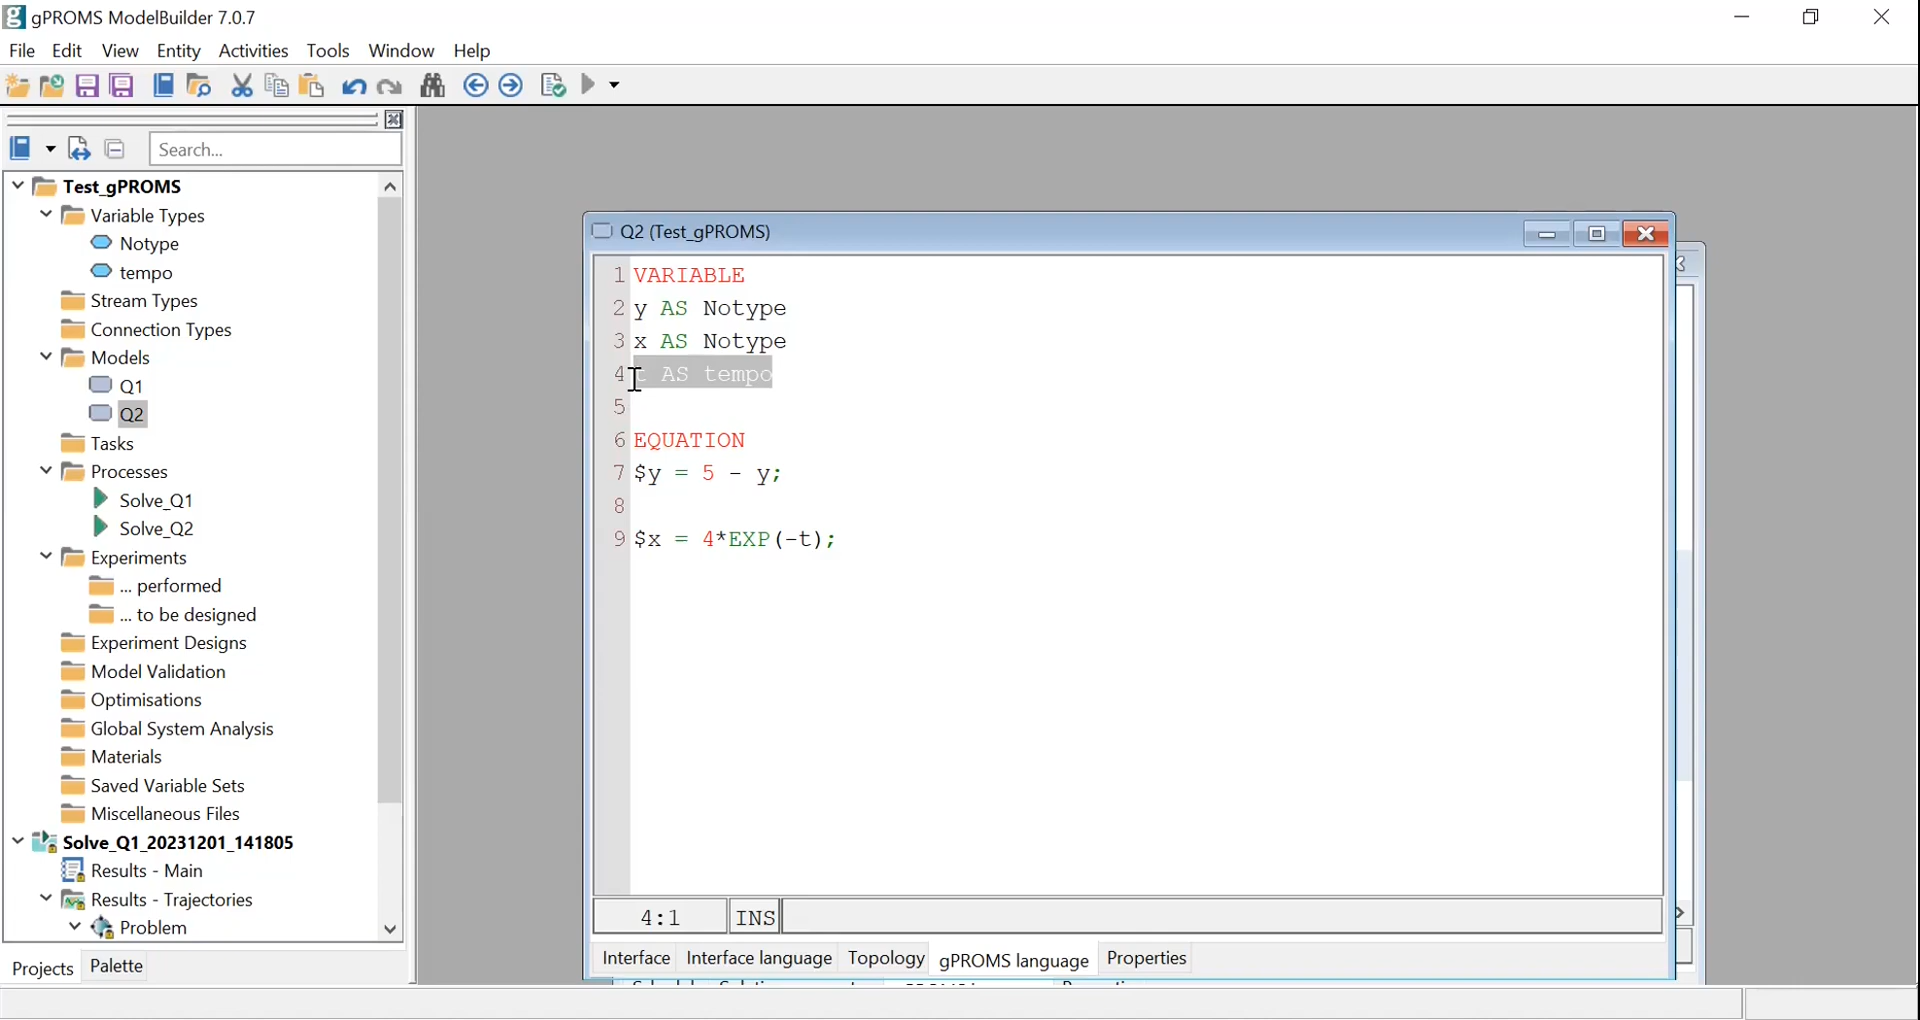 gPROMS ModelBuilder 7.0.7
File Edit View Entity Activities Tools Window Help
Search...
Test_gPROMS
Variable Types
Notype
tempo
Stream Types
Connection Types
Models
Q1
Q2
Tasks
Processes
Solve_Q1
Solve_Q2
Experiments
... performed
... to be designed
Experiment Designs
Model Validation
Optimisations
Global System Analysis
Materials
Saved Variable Sets
Miscellaneous Files
Solve_Q1_20231201_141805
Results - Main
Results - Trajectories
Problem
Projects Palette
Q2 (Test_gPROMS)
1 VARIABLE
2 y AS Notype
3 x AS Notype
4 t AS tempo
5
6 EQUATION
7 $y = 5 - y;
8
9 $x = 4*EXP(-t);
4:1 INS
Interface Interface language Topology gPROMS language Properties